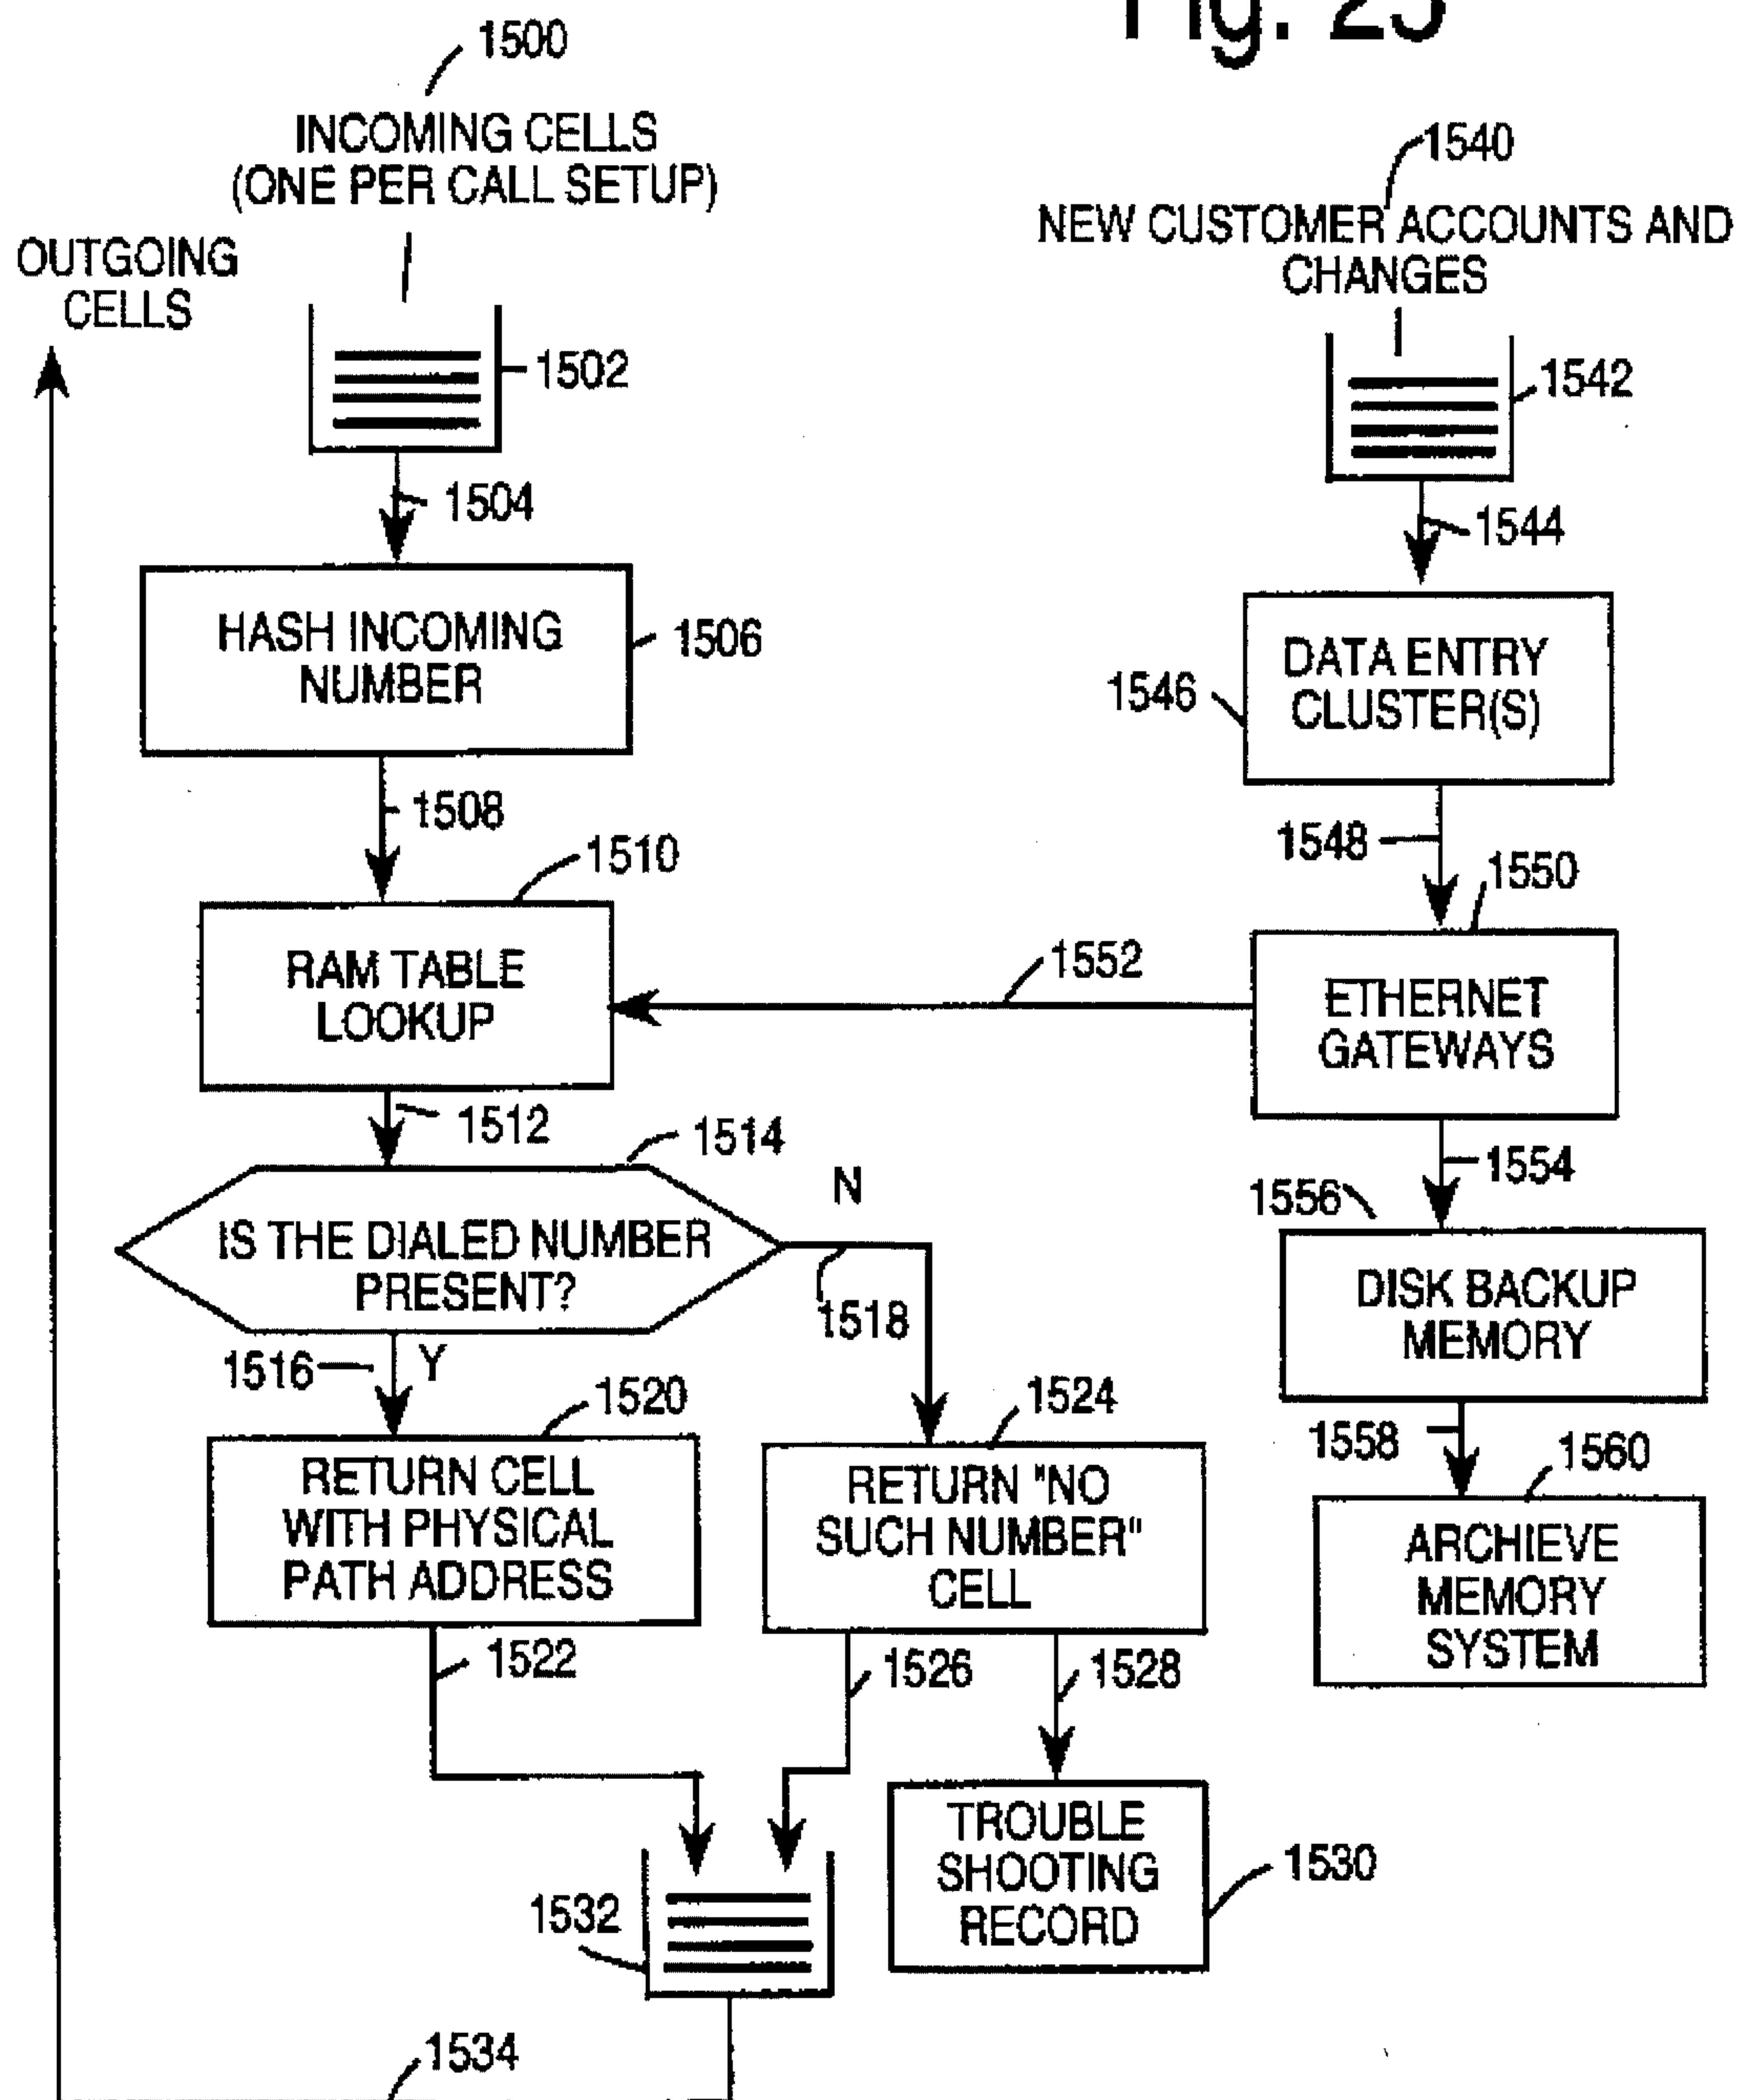 Fig. 25
1500
INCOMING CELLS
(ONE PER CALL SETUP)
OUTGOING
CELLS
1502
1504
HASH INCOMING
NUMBER
1506
1508
1510
RAM TABLE
LOOKUP
1512
1514
IS THE DIALED NUMBER
PRESENT?
N
1518
1516
Y
1520
RETURN CELL
WITH PHYSICAL
PATH ADDRESS
1522
1524
RETURN "NO
SUCH NUMBER"
CELL
1526
1528
TROUBLE
SHOOTING
RECORD
1530
1532
1534
1540
NEW CUSTOMER ACCOUNTS AND
CHANGES
1542
1544
DATA ENTRY
CLUSTER(S)
1546
1548
1550
ETHERNET
GATEWAYS
1552
1554
1556
DISK BACKUP
MEMORY
1558
1560
ARCHIEVE
MEMORY
SYSTEM